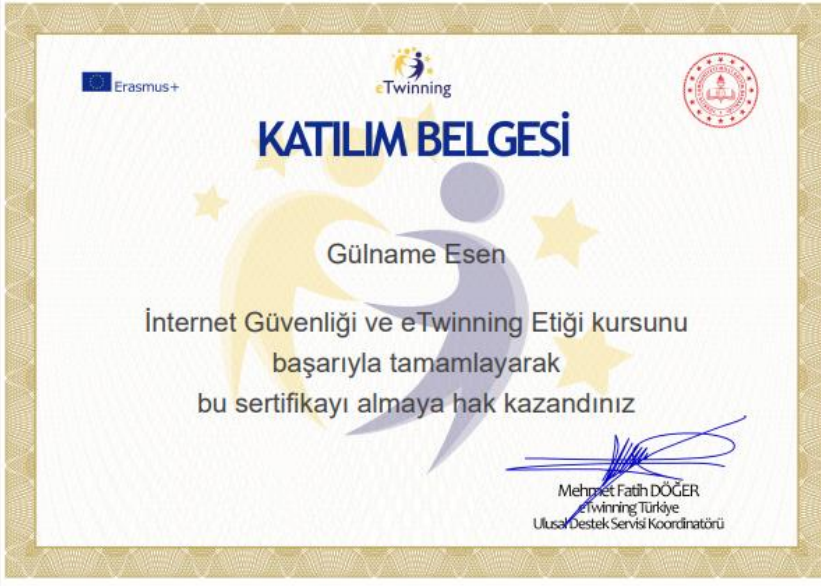 Erasmus+
eTwinning
KATILIM BELGESİ
Gülname Esen
İnternet Güvenliği ve eTwinning Etiği kursunu
başarıyla tamamlayarak
bu sertifikayı almaya hak kazandınız
Mehmet Fatih DÖĞER
eTwinning Türkiye
Ulusal Destek Servisi Koordinatörü